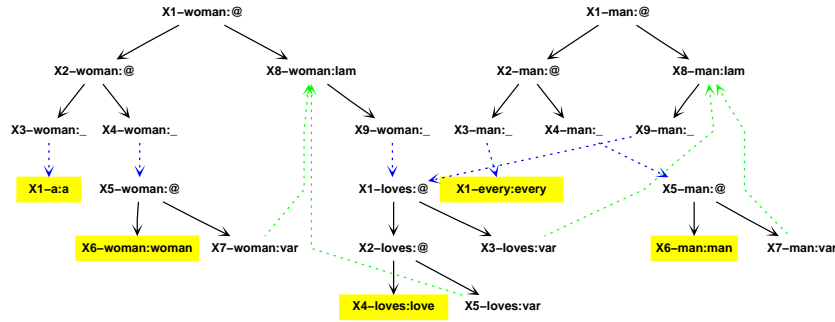 X1−woman:@ X1−man:@
X2−woman:@ X8−woman:lam X2−man:@ X8−man:lam
X3−woman:_ X4−woman:_ X9−woman:_ X3−man:_ X4−man:_ X9−man:_
X1−a:a X5−woman:@ X1−loves:@ X1−every:every X5−man:@
X6−woman:woman X7−woman:var X2−loves:@ X3−loves:var X6−man:man X7−man:var
X4−loves:love X5−loves:var